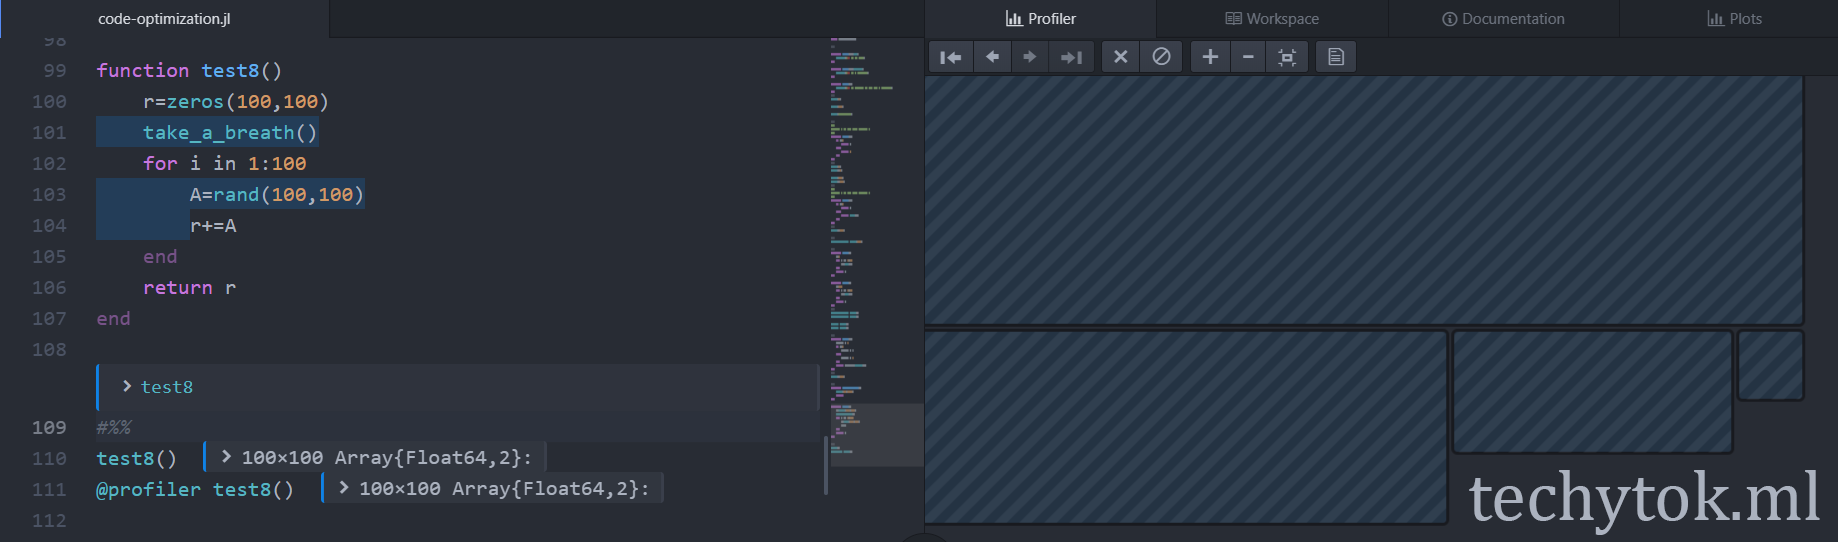 code-optimization.jl
Profiler
Workspace
Documentation
Plots
98
99 function test8()
100 r=zeros(100,100)
101 take_a_breath()
102 for i in 1:100
103 A=rand(100,100)
104 r+=A
105 end
106 return r
107 end
108
> test8
109 #%%
110 test8() > 100×100 Array{Float64,2}:
111 @profiler test8() > 100×100 Array{Float64,2}:
112
techytok.ml